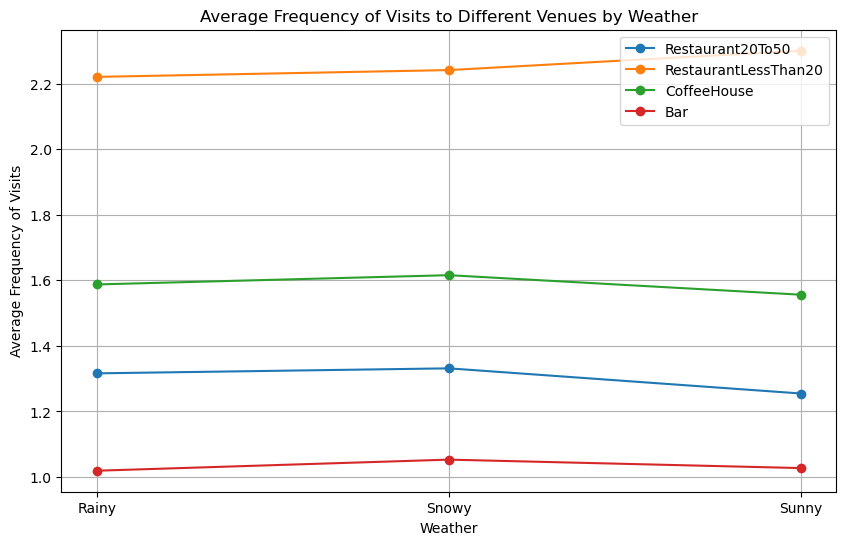 Average Frequency of Visits to Different Venues by Weather
Restaurant20To50
RestaurantLessThan20
CoffeeHouse
Bar
Average Frequency of Visits
2.2
2.0
1.8
1.6
1.4
1.2
1.0
Rainy
Snowy
Sunny
Weather